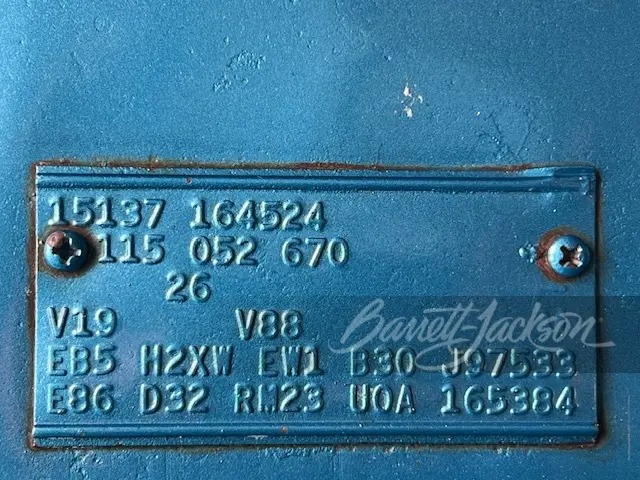 15137 164524
115 052 670
26
V19 V88
EB5 H2XW EW1 B30 J97533
E86 D32 RM23 U0A 165384
Barrett-Jackson